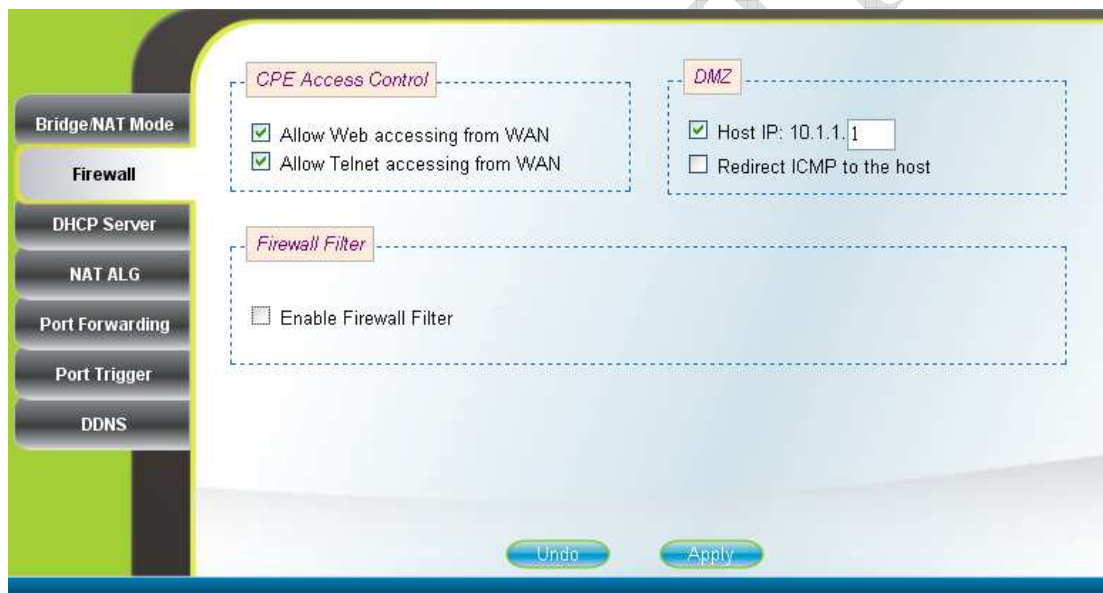 Bridge/NAT Mode
Firewall
DHCP Server
NAT ALG
Port Forwarding
Port Trigger
DDNS
CPE Access Control
Allow Web accessing from WAN
Allow Telnet accessing from WAN
DMZ
Host IP: 10.1.1.1
Redirect ICMP to the host
Firewall Filter
Enable Firewall Filter
Undo
Apply